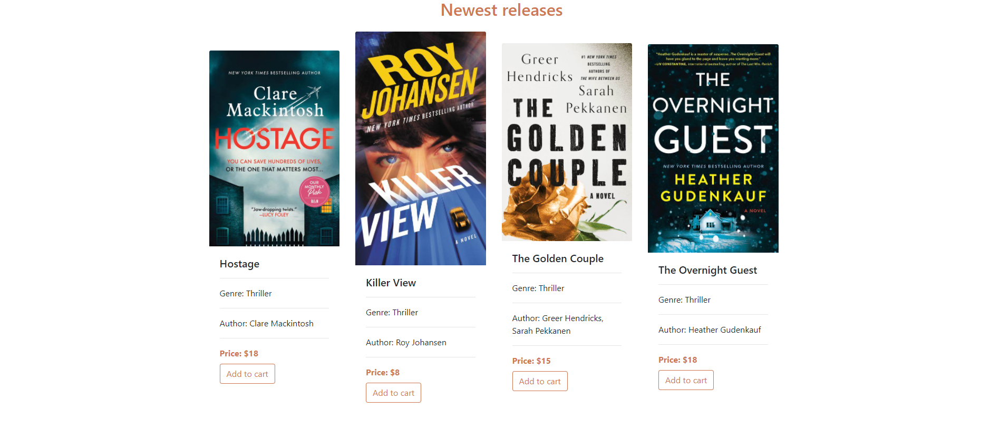 Newest releases
NEW YORK TIMES BESTSELLING AUTHOR
Clare
Mackintosh
HOSTAGE
YOU CAN SAVE HUNDREDS OF LIVES,
OR THE ONE THAT MATTERS MOST...
OUR
MONTHLY
Pick
B&N
"Jaw-dropping twists."
—LUCY FOLEY
Hostage
Genre: Thriller
Author: Clare Mackintosh
Price: $18
Add to cart
ROY
JOHANSEN
NEW YORK TIMES BESTSELLING AUTHOR
KILLER
VIEW
A NOVEL
Killer View
Genre: Thriller
Author: Roy Johansen
Price: $8
Add to cart
Greer
Hendricks
#1 NEW YORK TIMES
BESTSELLING
AUTHORS OF
THE WIFE BETWEEN US
Sarah
Pekkanen
THE
GOLDEN
COUPLE
A NOVEL
The Golden Couple
Genre: Thriller
Author: Greer Hendricks,
Sarah Pekkanen
Price: $15
Add to cart
"Heather Gudenkauf is a master of suspense. The Overnight Guest will
have you glued to the page and leave you wanting more."
—LIV CONSTANTINE, international bestselling author of The Last Mrs. Parrish
THE
OVERNIGHT
GUEST
NEW YORK TIMES BESTSELLING AUTHOR
HEATHER
GUDENKAUF
A NOVEL
The Overnight Guest
Genre: Thriller
Author: Heather Gudenkauf
Price: $18
Add to cart